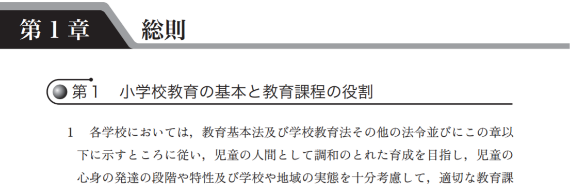 第1章 総則
第1 小学校教育の基本と教育課程の役割
1 各学校においては，教育基本法及び学校教育法その他の法令並びにこの章以
下に示すところに従い，児童の人間として調和のとれた育成を目指し，児童の
心身の発達の段階や特性及び学校や地域の実態を十分考慮して，適切な教育課